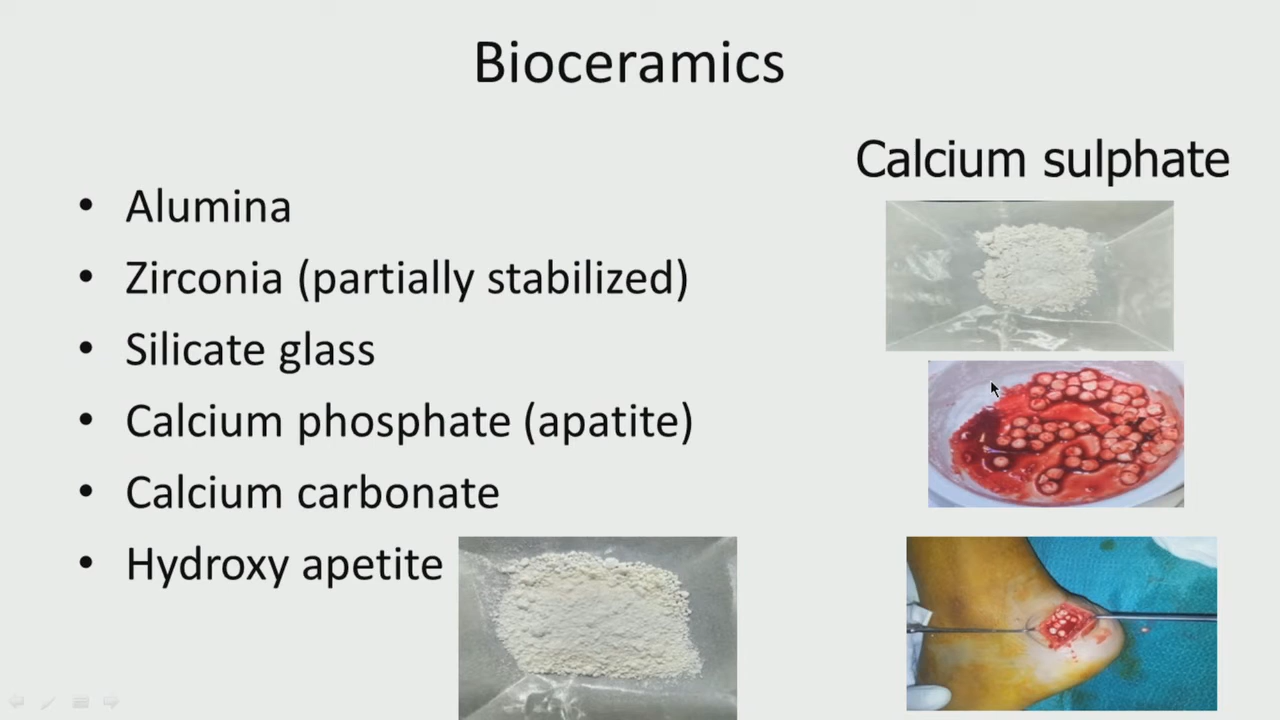 Bioceramics
Calcium sulphate
• Alumina
• Zirconia (partially stabilized)
• Silicate glass
• Calcium phosphate (apatite)
• Calcium carbonate
• Hydroxy apetite